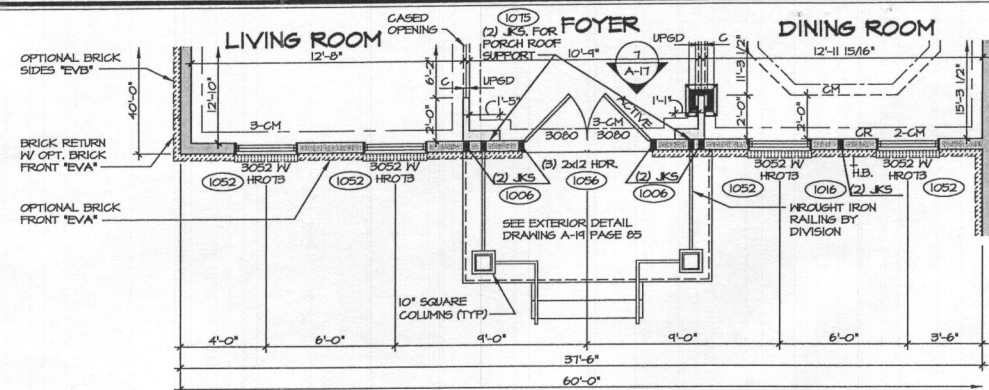 CASED
OPENING
1075
(2) JKS. FOR
PORCH ROOF
SUPPORT
FOYER
LIVING ROOM
DINING ROOM
12'-8"
10'-9"
12'-11 15/16"
UPGD
C
7
A-17
OPTIONAL BRICK
SIDES "EVB"
40'-0"
12'-10"
6'-2"
C
UPGD
1'-5"
2'-0"
3-CM
ACTIVE
3-CM
3080
3080
1'-1"
11'-3 1/2"
2'-0"
2'-0"
CM
15'-3 1/2"
CR
2-CM
BRICK RETURN
W/ OPT. BRICK
FRONT "EVA"
3052 W/
HROT3
1052
3052 W/
HROT3
1052
(3) 2x12 HDR.
(2) JKS
1006
1056
(2) JKS
1006
3052 W/
HROT3
1052
H.B.
1016
(2) JKS
3052 W/
HROT3
1052
OPTIONAL BRICK
FRONT "EVA"
SEE EXTERIOR DETAIL
DRAWING A-19 PAGE 85
WROUGHT IRON
RAILING BY
DIVISION
10" SQUARE
COLUMNS (TYP)
4'-0"
6'-0"
9'-0"
9'-0"
6'-0"
3'-6"
37'-6"
60'-0"